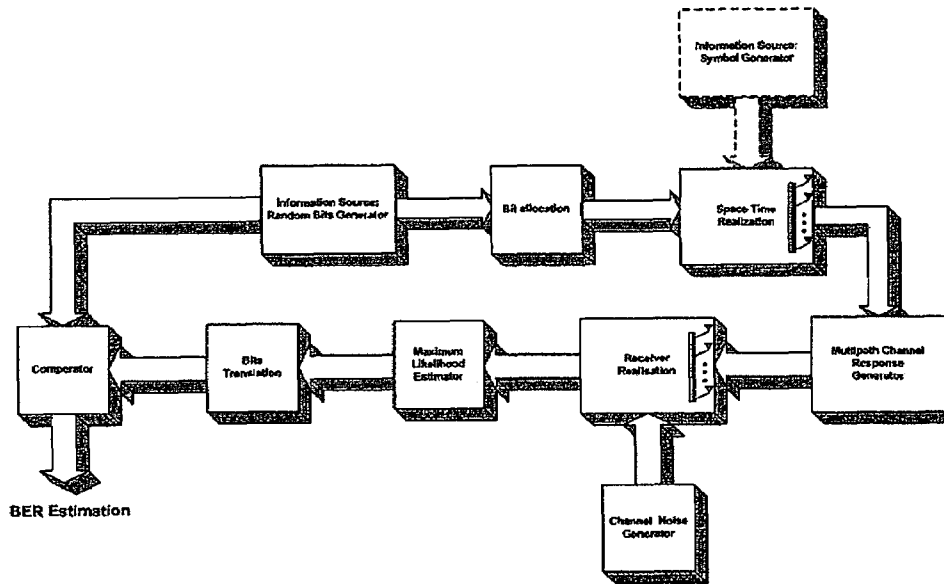 Information Source:
Symbol Generator
Information Source:
Random Bits Generator
Bit allocation
Space Time
Realization
Comperator
Bits
Translation
Maximum
Likelihood
Estimator
Receiver
Realisation
Multipath Channel
Response
Generator
BER Estimation
Channel Noise
Generator